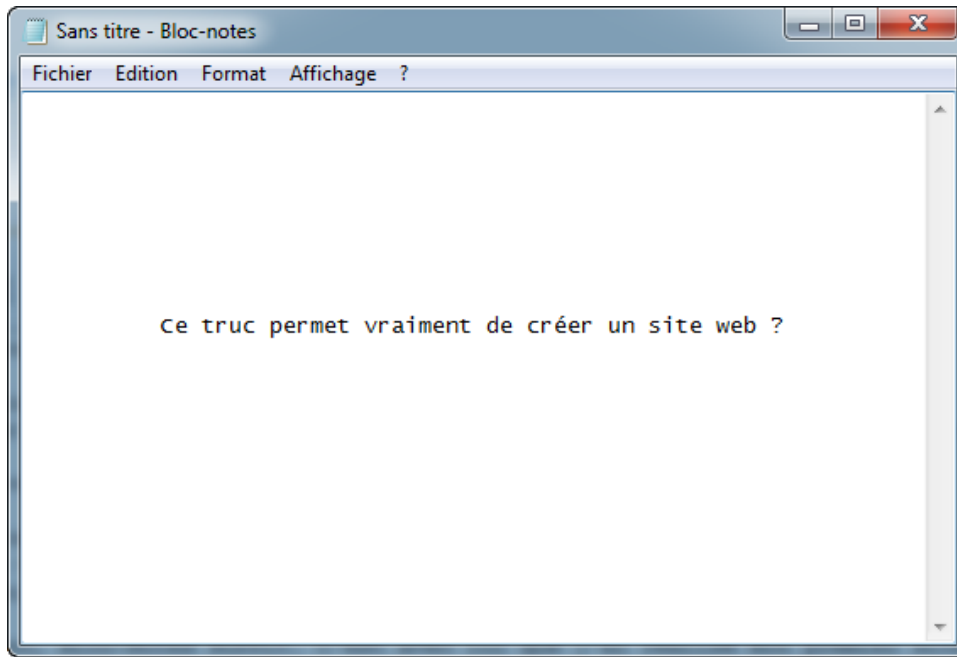 Sans titre - Bloc-notes
Fichier Edition Format Affichage ?
Ce truc permet vraiment de créer un site web ?